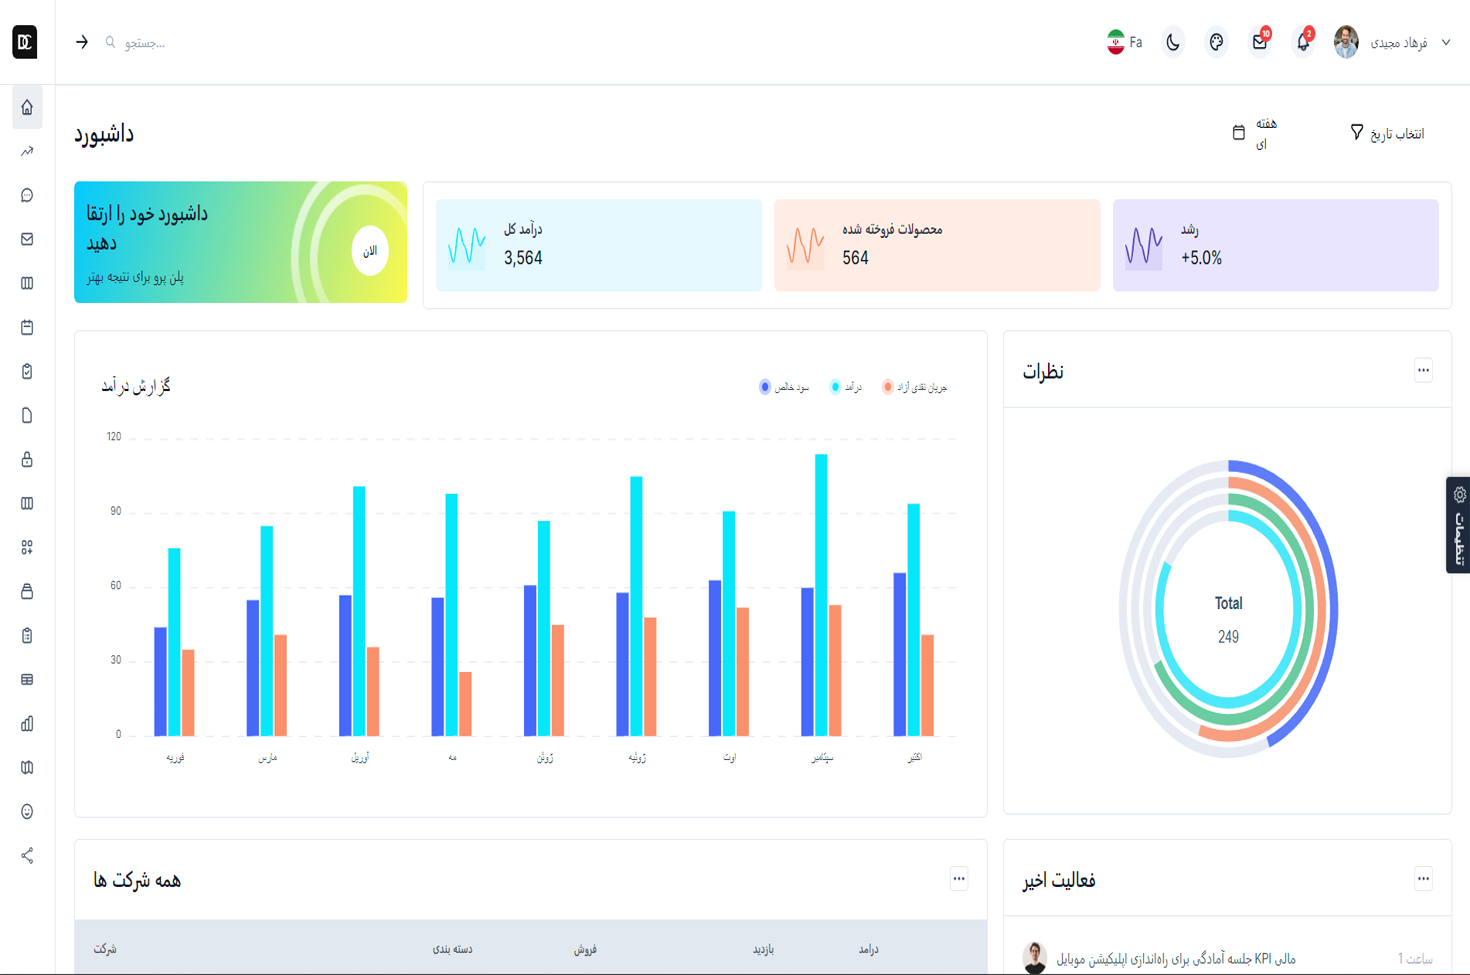 DC
جستجو...
Fa
10
2
فرهاد مجیدی
داشبورد
هفته
ای
انتخاب تاریخ
داشبورد خود را ارتقا
دهید
پلن پرو برای نتیجه بهتر
الان
درآمد کل
3,564
محصولات فروخته شده
564
رشد
+5.0%
گزارش درآمد
سود خالص
درآمد
جریان نقدی آزاد
120
90
60
30
0
فوریه
مارس
آوریل
مه
ژوئن
ژوئیه
اوت
سپتامبر
اکتبر
نظرات
Total
249
تنظیمات
همه شرکت ها
شرکت
دسته بندی
فروش
بازدید
درامد
فعالیت اخیر
مالی KPI جلسه آمادگی برای راه‌اندازی اپلیکیشن موبایل
1 ساعت